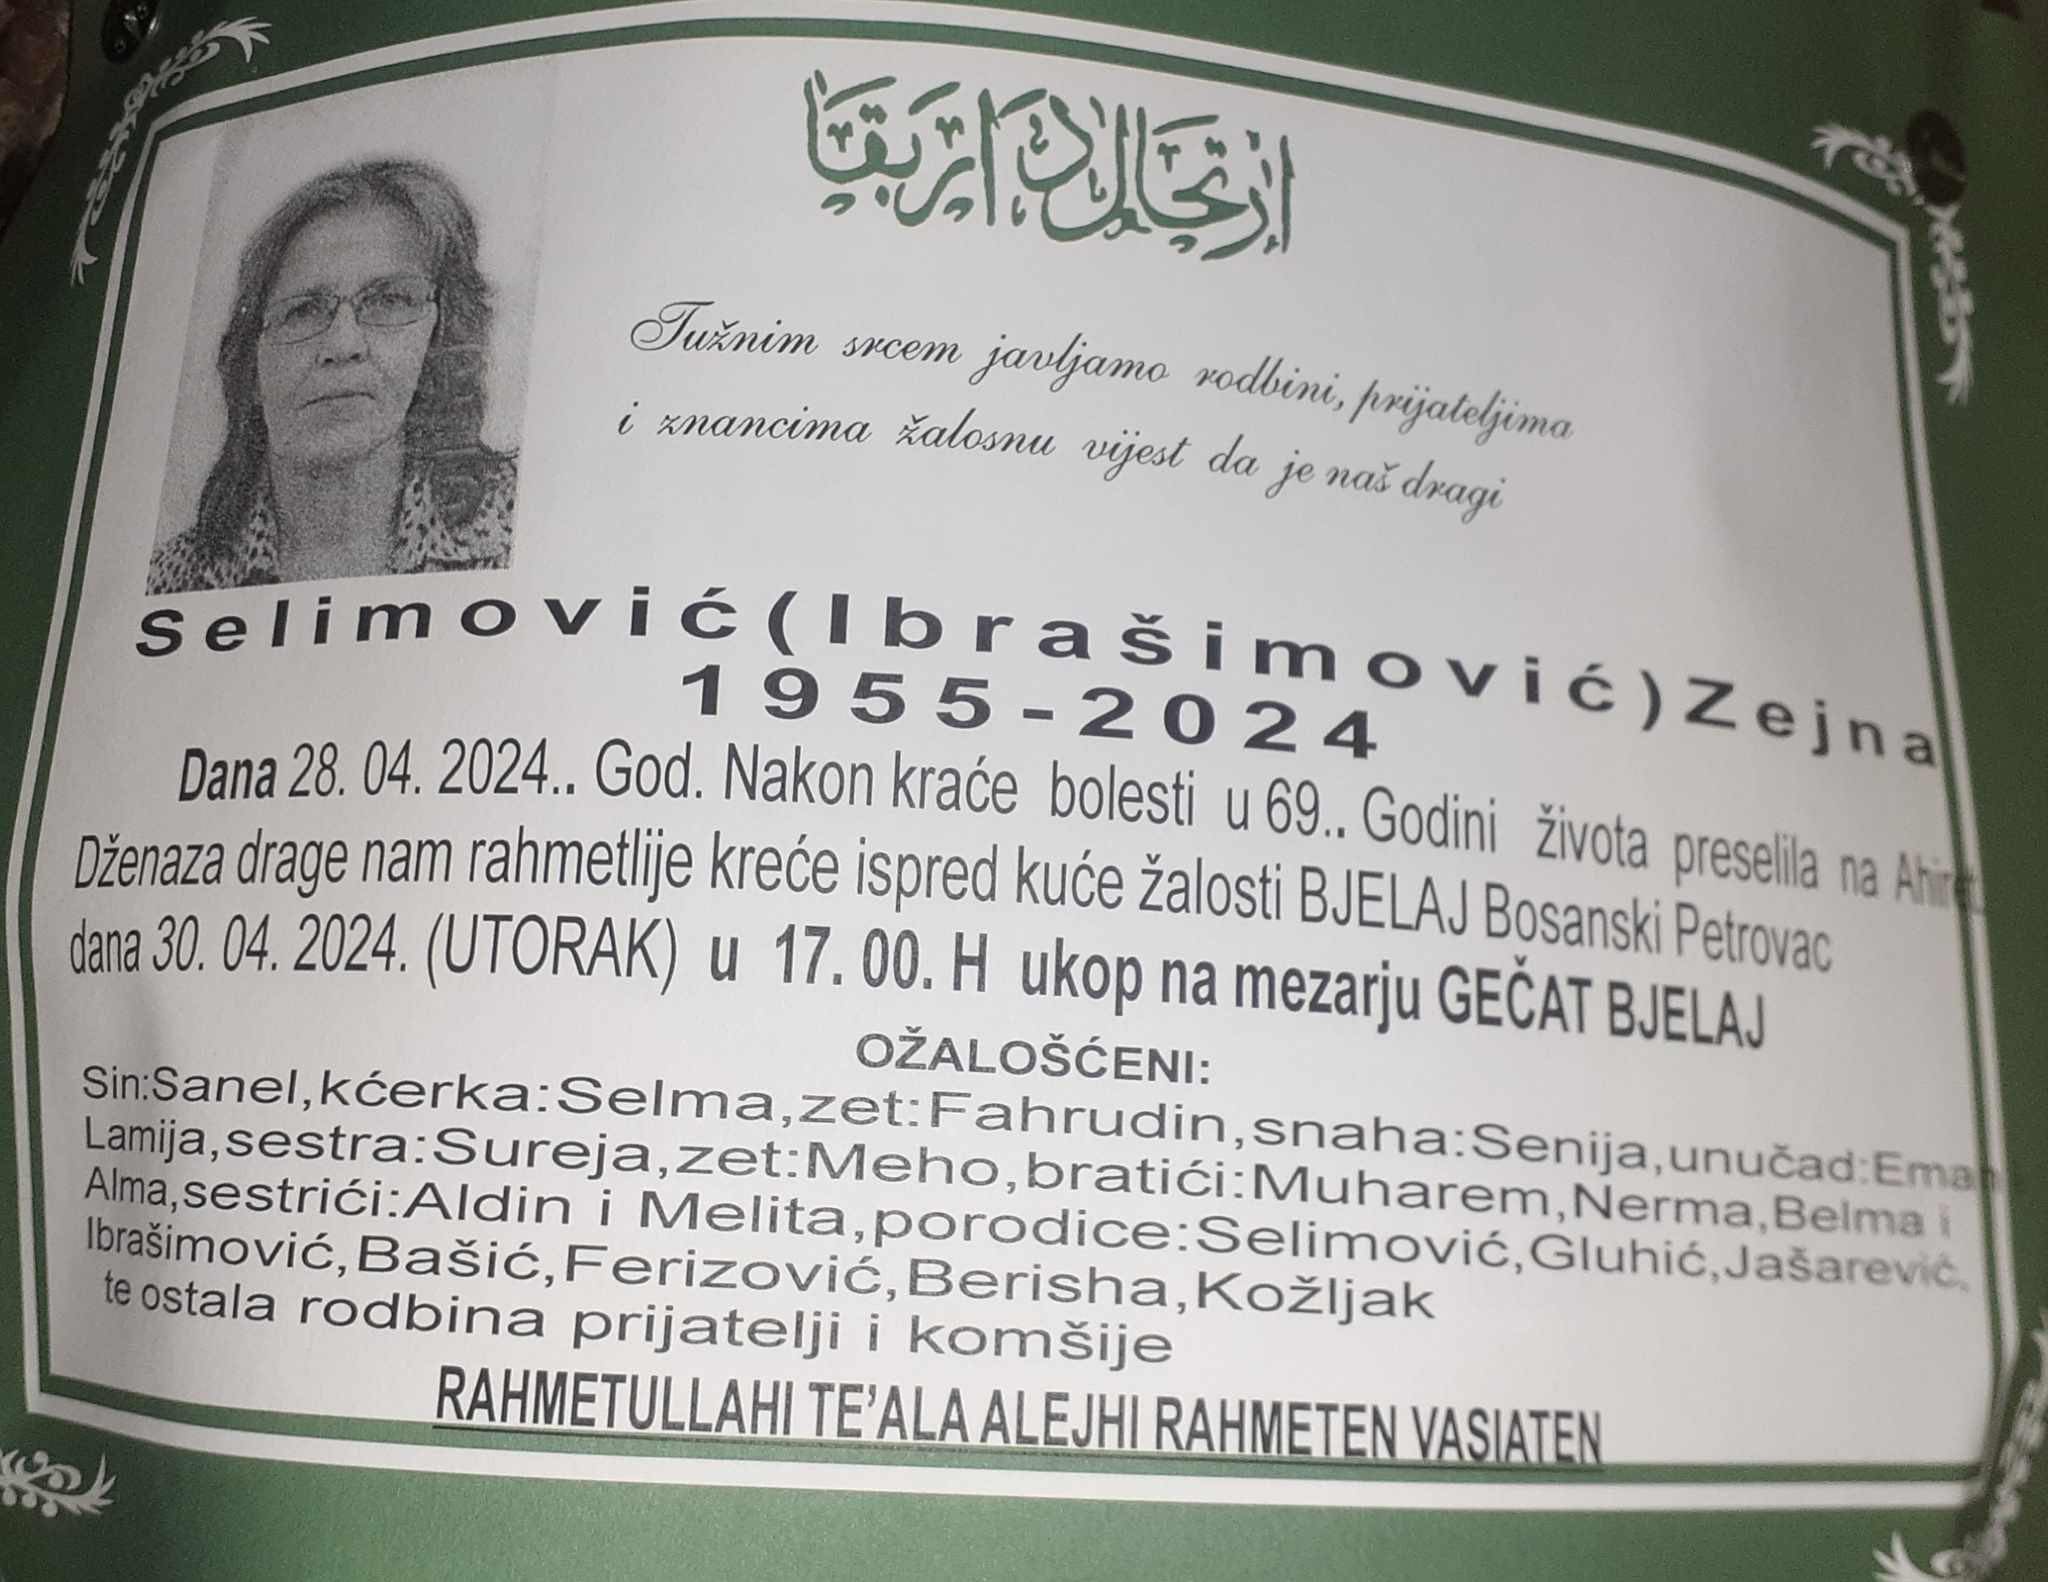 Tužnim srcem javljamo rodbini, prijateljima
i znancima žalosnu vijest da je naš dragi
Selimović(Ibrašimović)Zejna
1955-2024
Dana 28. 04. 2024.. God. Nakon kraće bolesti u 69.. Godini života preselila na
Dženaza drage nam rahmetlije kreće ispred kuće žalosti BJELAJ Bosanski Petrovac
dana 30. 04. 2024. (UTORAK) u 17. 00. H ukop na mezarju GEČAT BJELAJ
OŽALOŠĆENI:
Sin:Sanel,kćerka:Selma,zet:Fahrudin,snaha:Senija,unučad:Eman
Lamija,sestra:Sureja,zet:Meho,bratići:Muharem,Nerma,Belma i
Alma,sestrići:Aldin i Melita,porodice:Selimović,Gluhić,Jašarević.
Ibrašimović,Bašić,Ferizović,Berisha,Kožljak
te ostala rodbina prijatelji i komšije
RAHMETULLAHI TE’ALA ALEJHI RAHMETEN VASIATEN